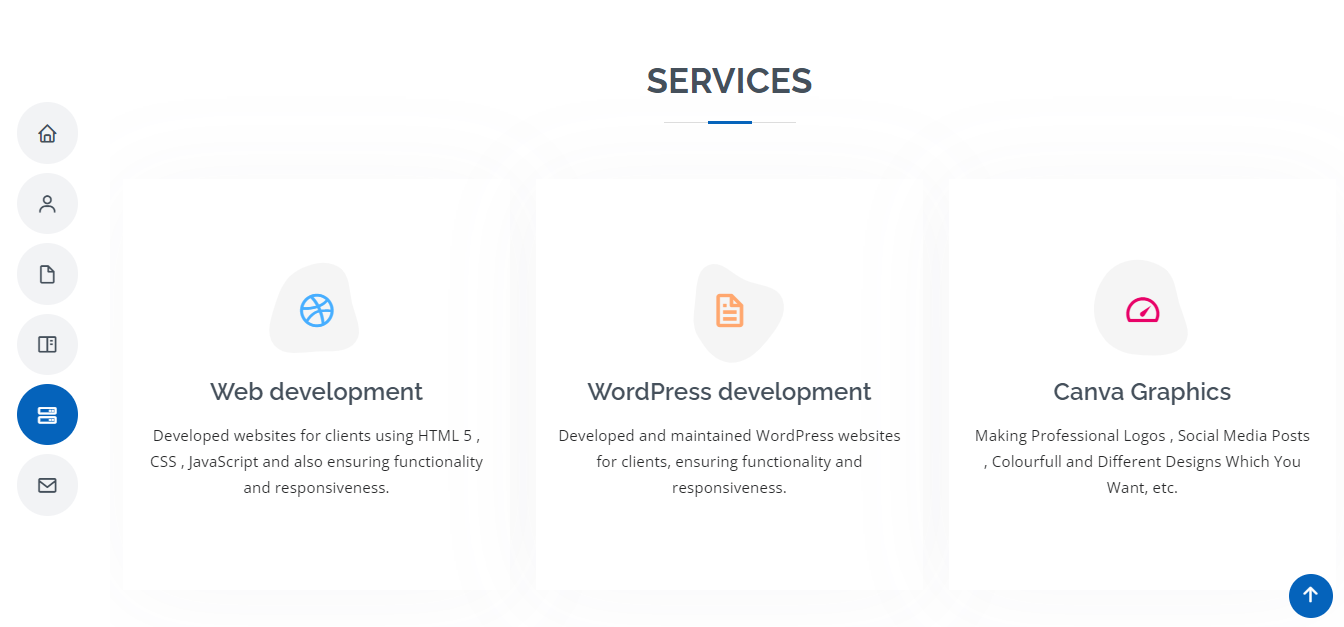 SERVICES
Web development
Developed websites for clients using HTML 5 ,
CSS , JavaScript and also ensuring functionality
and responsiveness.
WordPress development
Developed and maintained WordPress websites
for clients, ensuring functionality and
responsiveness.
Canva Graphics
Making Professional Logos , Social Media Posts
, Colourfull and Different Designs Which You
Want, etc.